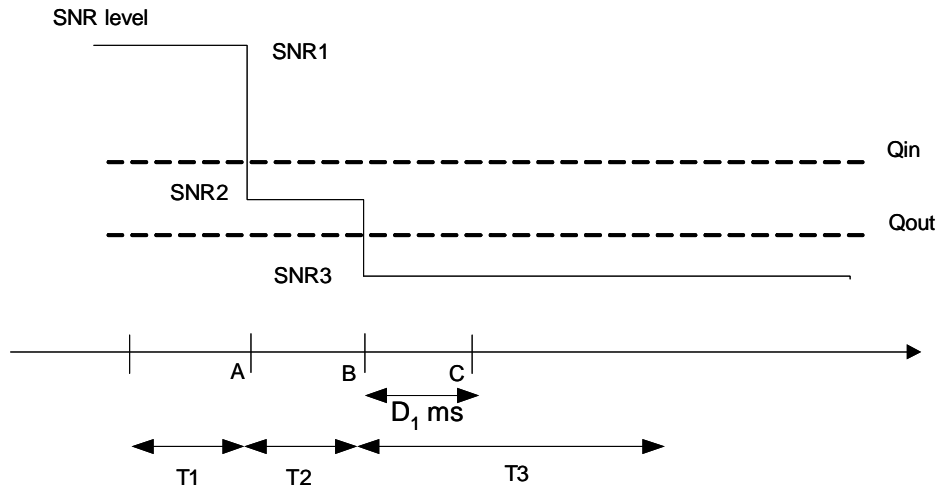 SNR level
SNR1
Qin
SNR2
Qout
SNR3
A
B
C
D₁ ms
T1
T2
T3